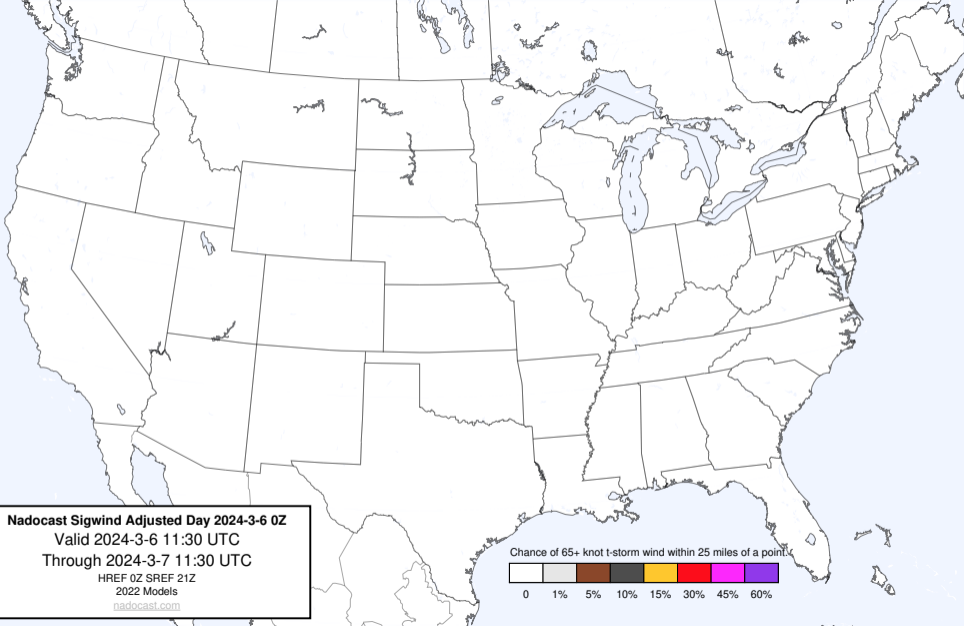 Nadocast Sigwind Adjusted Day 2024-3-6 0Z
Valid 2024-3-6 11:30 UTC
Through 2024-3-7 11:30 UTC
HREF 0Z SREF 21Z
2022 Models
nadocast.com
Chance of 65+ knot t-storm wind within 25 miles of a point.
0 1% 5% 10% 15% 30% 45% 60%